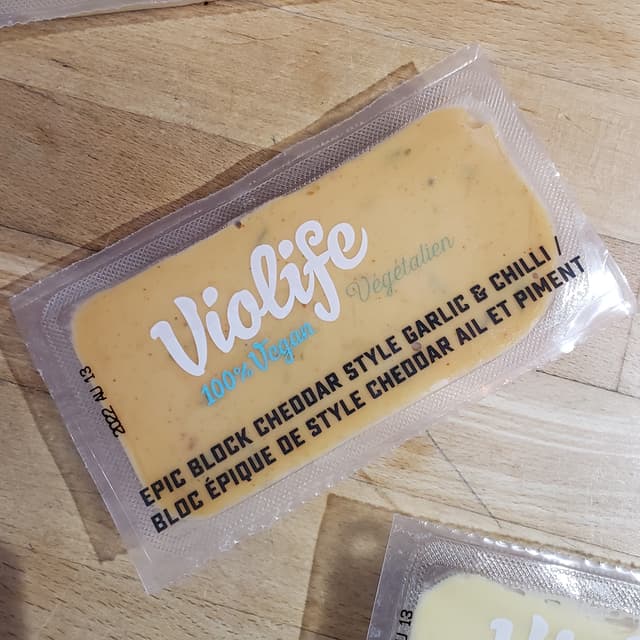 Violife
100% Vegan
Végétalien
EPIC BLOCK CHEDDAR STYLE GARLIC & CHILLI /
BLOC ÉPIQUE DE STYLE CHEDDAR AIL ET PIMENT
2022 AU 13